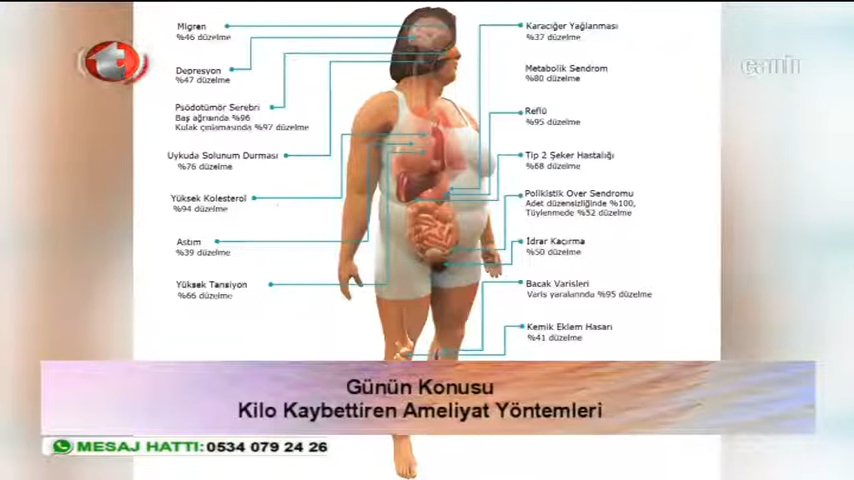 t
canlı
Migren
%46 düzelme
Depresyon
%47 düzelme
Psödotümör Serebri
Baş ağrısında %96
Kulak çınlamasında %97 düzelme
Uykuda Solunum Durması
%76 düzelme
Yüksek Kolesterol
%94 düzelme
Astım
%39 düzelme
Yüksek Tansiyon
%66 düzelme
Karaciğer Yağlanması
%37 düzelme
Metabolik Sendrom
%80 düzelme
Reflü
%95 düzelme
Tip 2 Şeker Hastalığı
%68 düzelme
Polikistik Over Sendromu
Adet düzensizliğinde %100,
Tüylenmede %52 düzelme
İdrar Kaçırma
%50 düzelme
Bacak Varisleri
Varis yaralarında %95 düzelme
Kemik Eklem Hasarı
%41 düzelme
Günün Konusu
Kilo Kaybettiren Ameliyat Yöntemleri
MESAJ HATTI: 0534 079 24 26